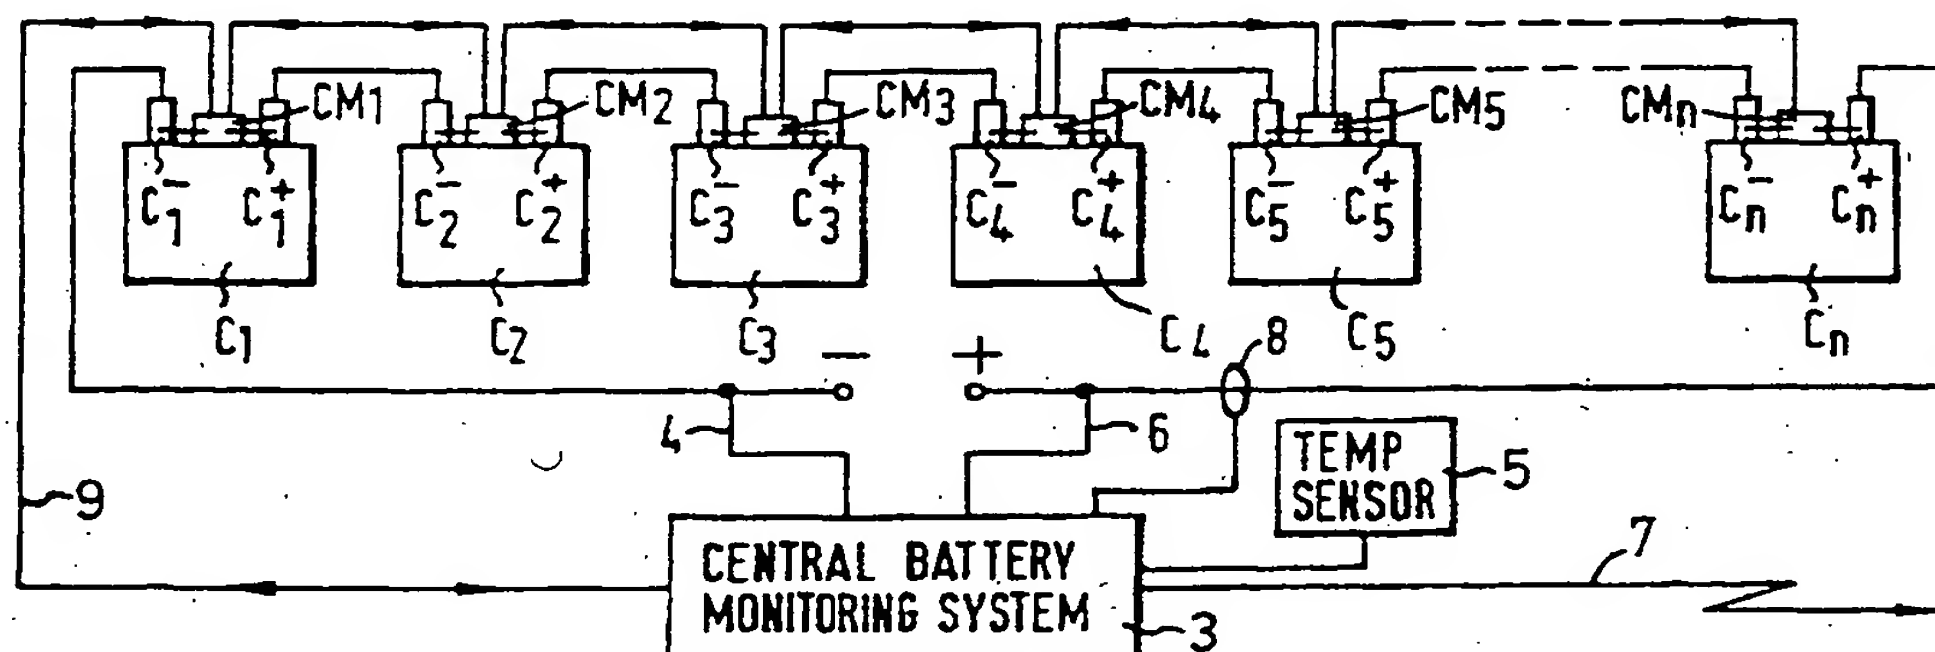 CM1 CM2 CM3 CM4 CM5 CMn
C1- C1+ C2- C2+ C3- C3+ C4- C4+ C5- C5+ Cn- Cn+
C1 C2 C3 C4 C5 Cn
− + 8
4 6
TEMP
SENSOR
5
9
7
CENTRAL BATTERY
MONITORING SYSTEM
3